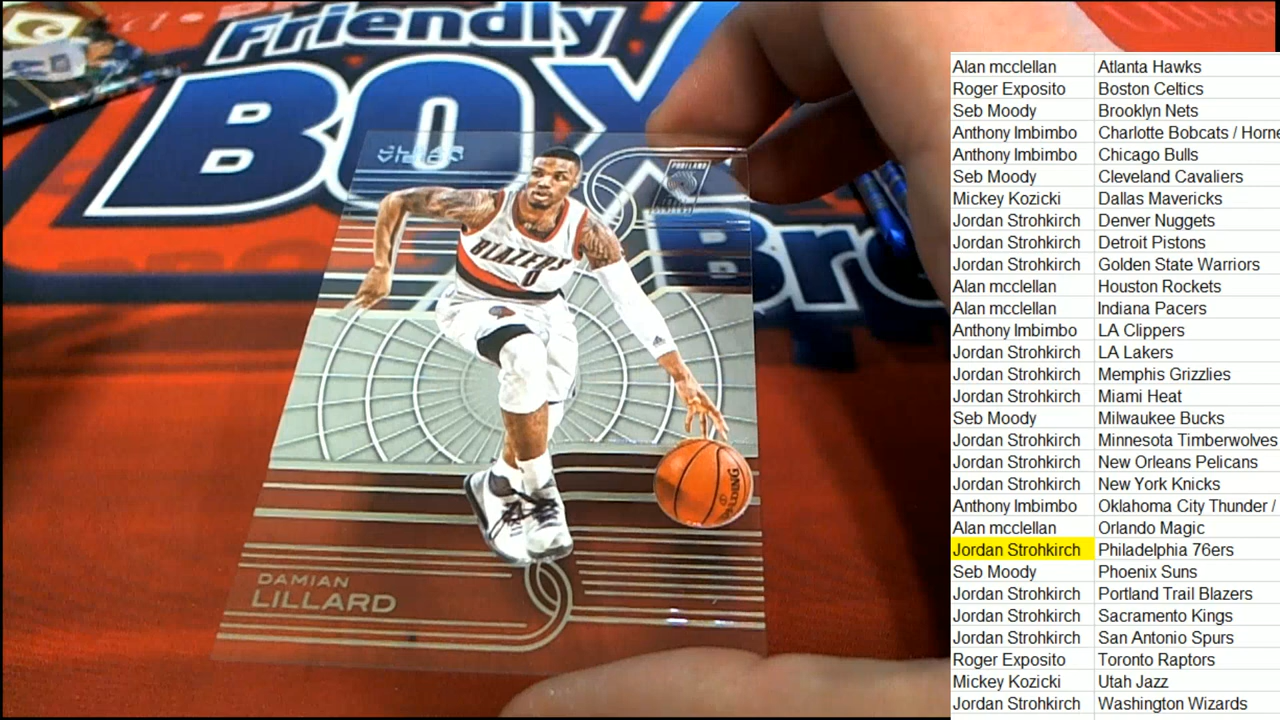 Friendly
BOX
Bre
CLEAR
VISION
PORTLAND
BLAZERS
0
SPALDING
DAMIAN
LILLARD
Alan mcclellan Atlanta Hawks
Roger Exposito Boston Celtics
Seb Moody Brooklyn Nets
Anthony Imbimbo Charlotte Bobcats / Horne
Anthony Imbimbo Chicago Bulls
Seb Moody Cleveland Cavaliers
Mickey Kozicki Dallas Mavericks
Jordan Strohkirch Denver Nuggets
Jordan Strohkirch Detroit Pistons
Jordan Strohkirch Golden State Warriors
Alan mcclellan Houston Rockets
Alan mcclellan Indiana Pacers
Anthony Imbimbo LA Clippers
Jordan Strohkirch LA Lakers
Jordan Strohkirch Memphis Grizzlies
Jordan Strohkirch Miami Heat
Seb Moody Milwaukee Bucks
Jordan Strohkirch Minnesota Timberwolves
Jordan Strohkirch New Orleans Pelicans
Jordan Strohkirch New York Knicks
Anthony Imbimbo Oklahoma City Thunder /
Alan mcclellan Orlando Magic
Jordan Strohkirch Philadelphia 76ers
Seb Moody Phoenix Suns
Jordan Strohkirch Portland Trail Blazers
Jordan Strohkirch Sacramento Kings
Jordan Strohkirch San Antonio Spurs
Roger Exposito Toronto Raptors
Mickey Kozicki Utah Jazz
Jordan Strohkirch Washington Wizards